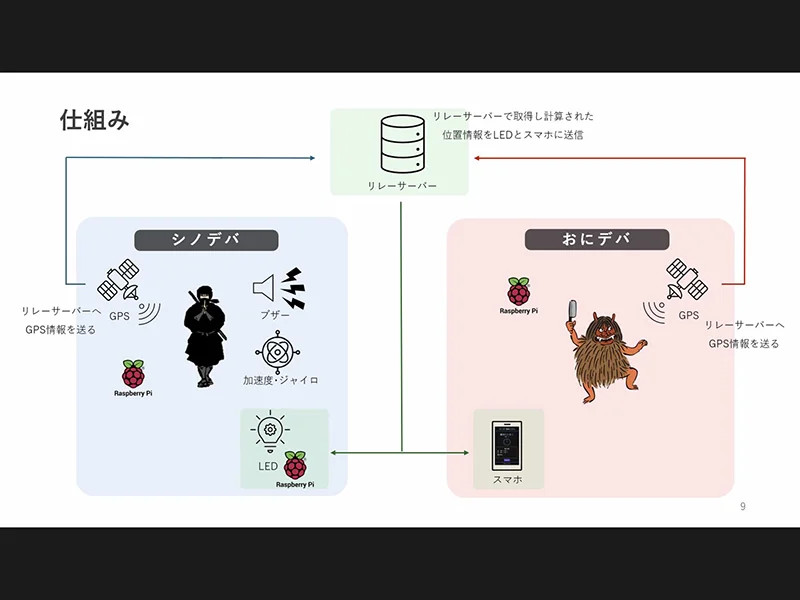 仕組み
リレーサーバーで取得し計算された
位置情報をLEDとスマホに送信
リレーサーバー
シノデバ
GPS
リレーサーバーへ
GPS情報を送る
ブザー
加速度・ジャイロ
Raspberry Pi
LED
Raspberry Pi
おにデバ
Raspberry Pi
GPS
リレーサーバーへ
GPS情報を送る
スマホ
9